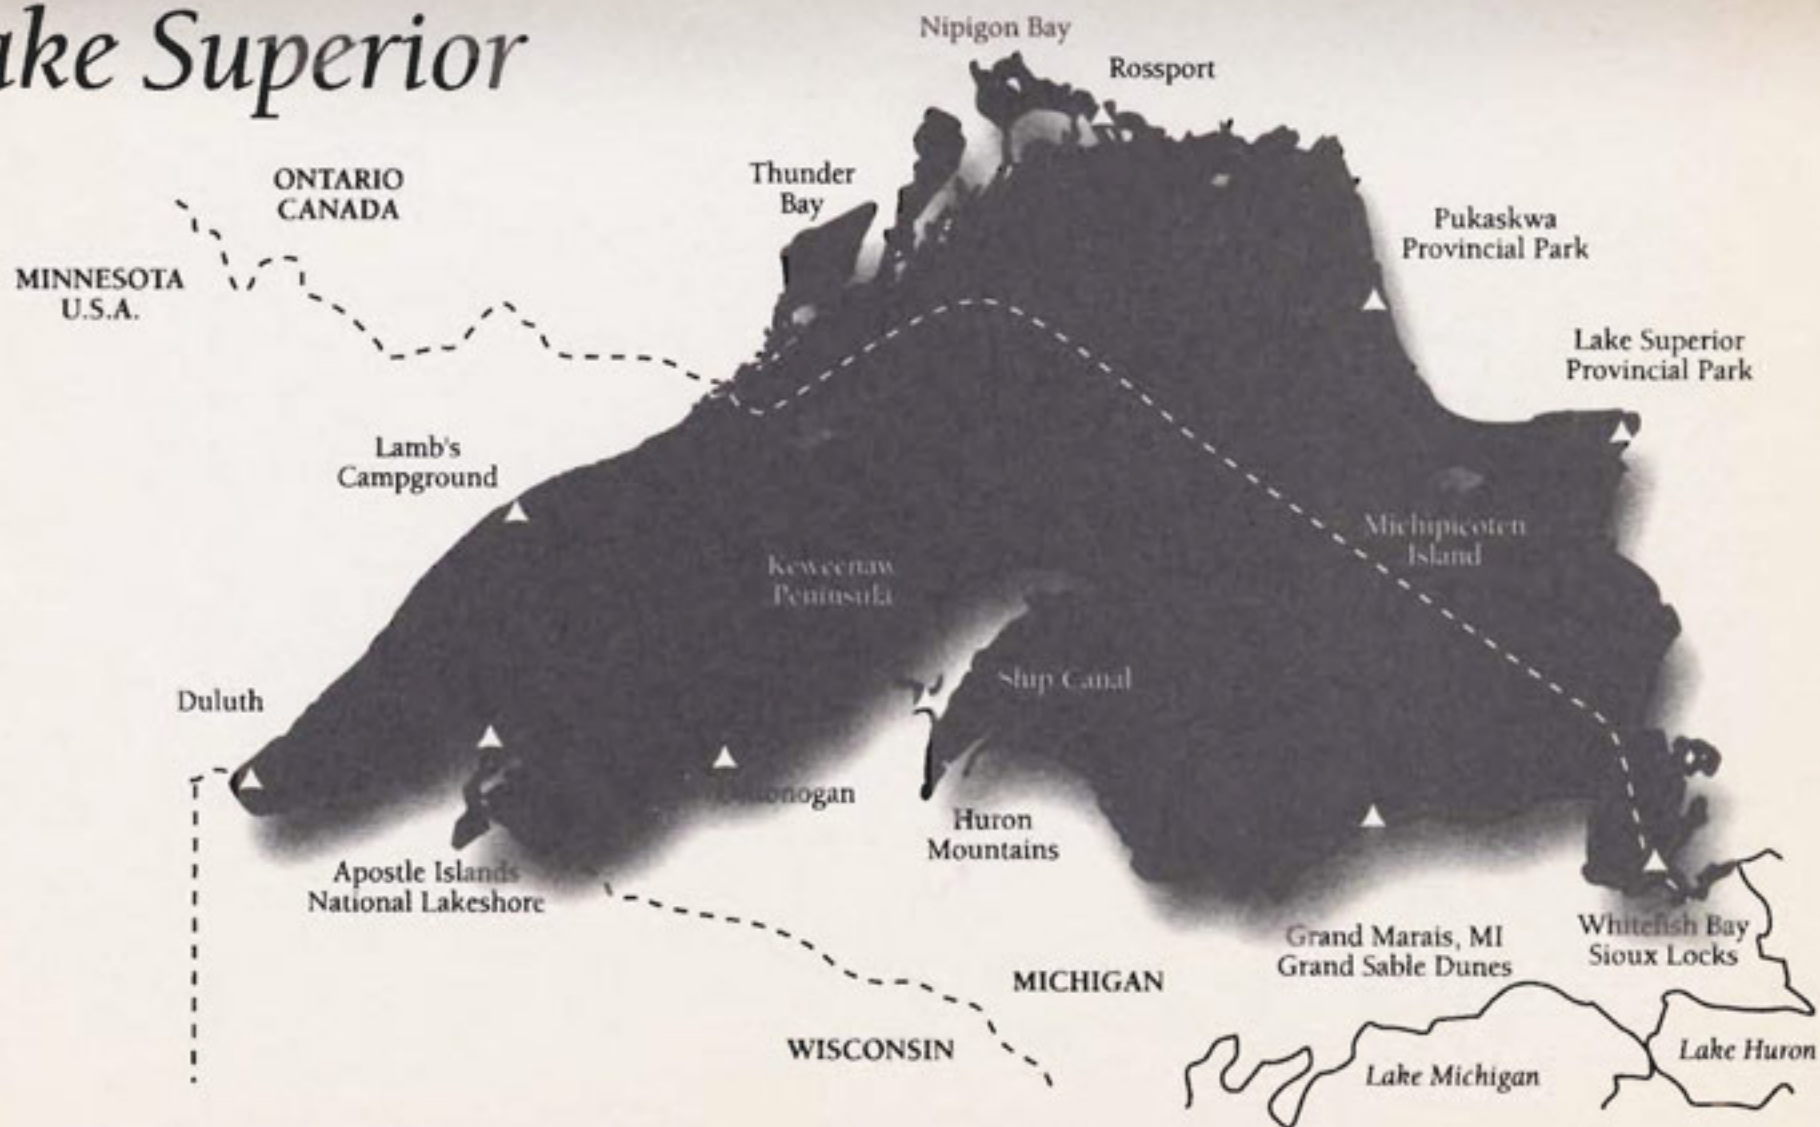 ake Superior
Nipigon Bay
Rossport
Thunder
Bay
ONTARIO
CANADA
MINNESOTA
U.S.A.
Pukaskwa
Provincial Park
Lake Superior
Provincial Park
Lamb's
Campground
Michipicoten
Island
Keweenaw
Peninsula
Ship Canal
Duluth
onogan
Huron
Mountains
Apostle Islands
National Lakeshore
Grand Marais, MI
Grand Sable Dunes
Whitefish Bay
Sioux Locks
MICHIGAN
WISCONSIN
Lake Michigan
Lake Huron